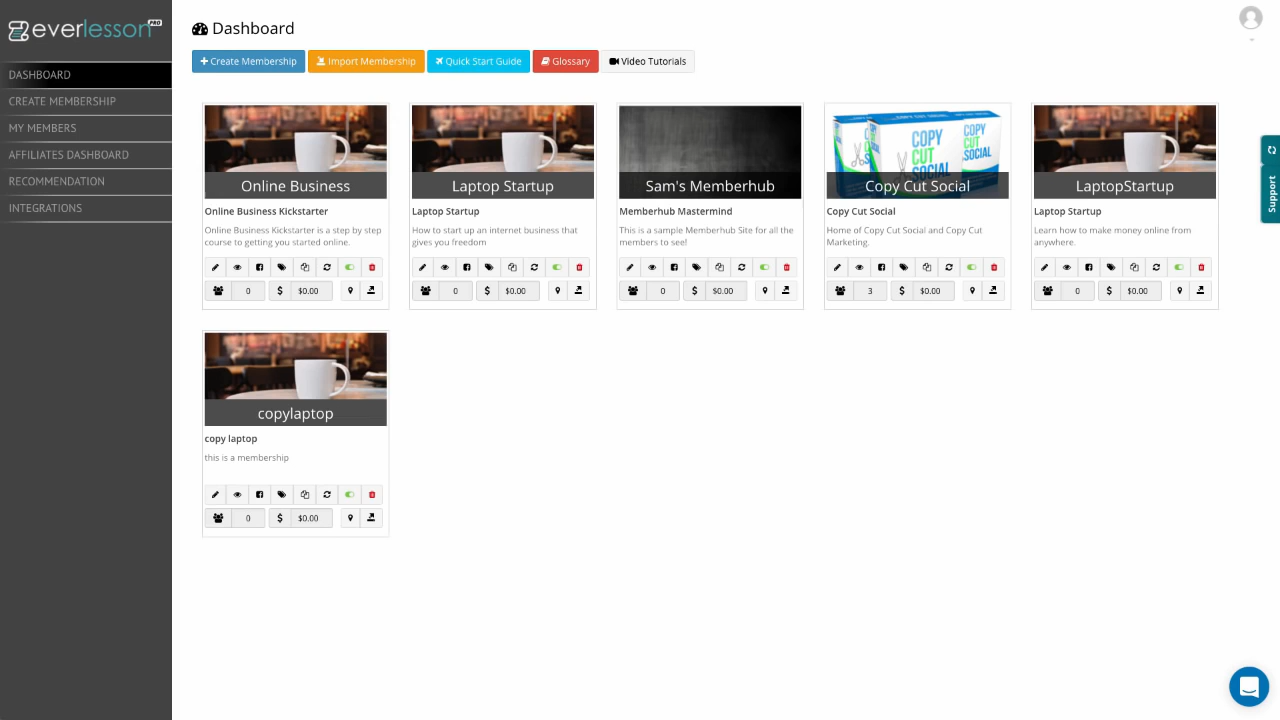 everlesson PRO
DASHBOARD
CREATE MEMBERSHIP
MY MEMBERS
AFFILIATES DASHBOARD
RECOMMENDATION
INTEGRATIONS
Dashboard
Create Membership
Import Membership
Quick Start Guide
Glossary
Video Tutorials
Online Business
Online Business Kickstarter
Online Business Kickstarter is a step by step
course to getting you started online.
0
$
$0.00
Laptop Startup
Laptop Startup
How to start up an internet business that
gives you freedom
0
$
$0.00
Sam's Memberhub
Memberhub Mastermind
This is a sample Memberhub Site for all the
members to see!
0
$
$0.00
COPY CUT SOCIAL
COPY
CUT
SOCIAL
COPY
CUT
SOCIAL
Copy Cut Social
Copy Cut Social
Home of Copy Cut Social and Copy Cut
Marketing.
3
$
$0.00
LaptopStartup
Laptop Startup
Learn how to make money online from
anywhere.
0
$
$0.00
copylaptop
copy laptop
this is a membership
0
$
$0.00
Support